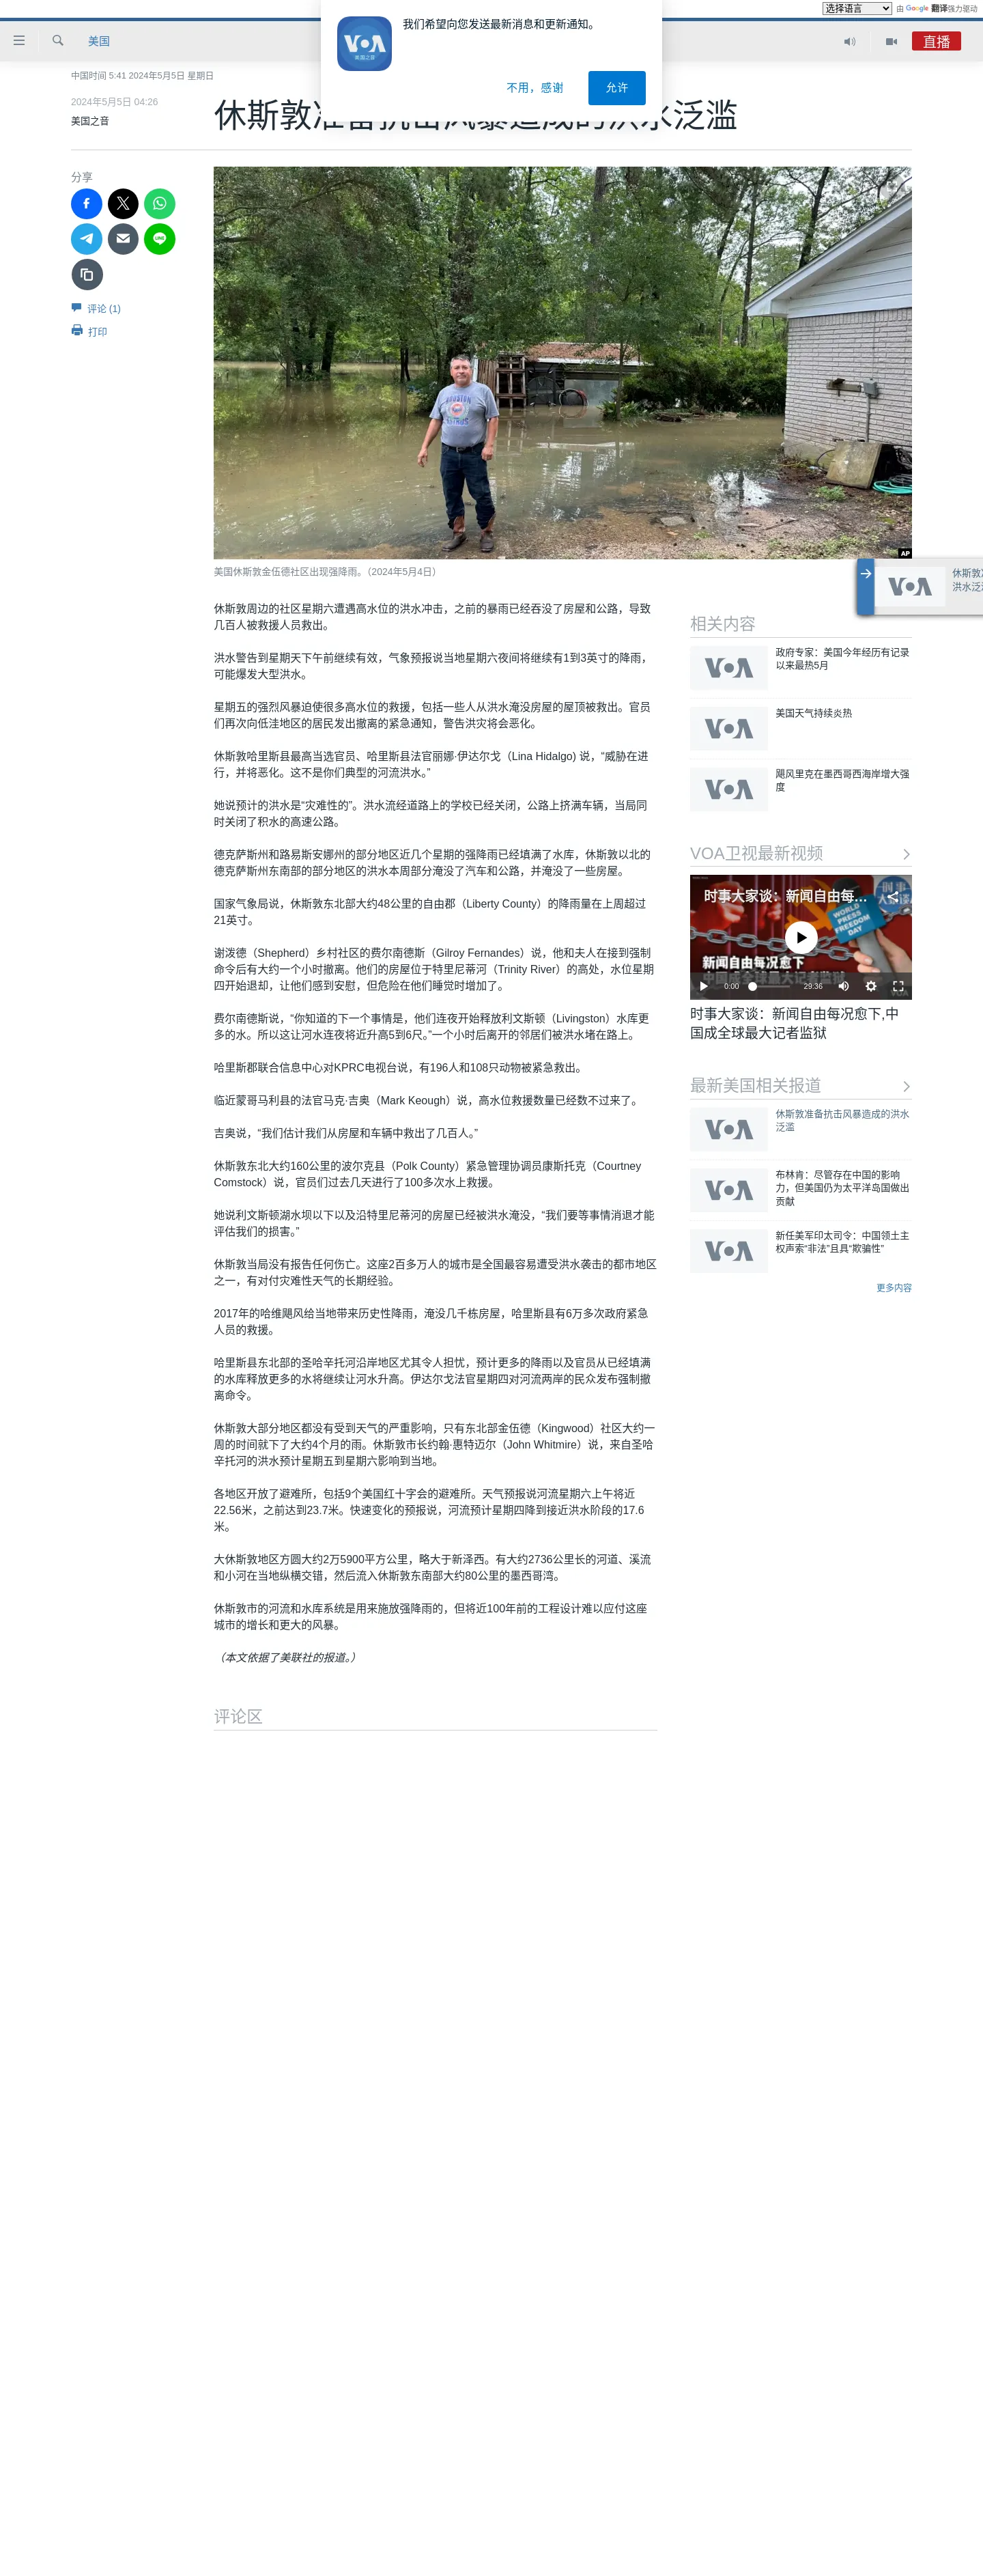 选择语言
由 Google 翻译强力驱动
美国
直播
VOA
美国之音
我们希望向您发送最新消息和更新通知。
不用，感谢
允许
中国时间 5:41 2024年5月5日 星期日
2024年5月5日 04:26
美国之音
休斯敦准备抗击风暴造成的洪水泛滥
分享
LINE
评论 (1)
打印
AP
美国休斯敦金伍德社区出现强降雨。（2024年5月4日）
休斯敦周边的社区星期六遭遇高水位的洪水冲击，之前的暴雨已经吞没了房屋和公路，导致
几百人被救援人员救出。
洪水警告到星期天下午前继续有效，气象预报说当地星期六夜间将继续有1到3英寸的降雨，
可能爆发大型洪水。
星期五的强烈风暴迫使很多高水位的救援，包括一些人从洪水淹没房屋的屋顶被救出。官员
们再次向低洼地区的居民发出撤离的紧急通知，警告洪灾将会恶化。
休斯敦哈里斯县最高当选官员、哈里斯县法官丽娜·伊达尔戈（Lina Hidalgo) 说，“威胁在进
行，并将恶化。这不是你们典型的河流洪水。”
她说预计的洪水是“灾难性的”。洪水流经道路上的学校已经关闭，公路上挤满车辆，当局同
时关闭了积水的高速公路。
德克萨斯州和路易斯安娜州的部分地区近几个星期的强降雨已经填满了水库，休斯敦以北的
德克萨斯州东南部的部分地区的洪水本周部分淹没了汽车和公路，并淹没了一些房屋。
国家气象局说，休斯敦东北部大约48公里的自由郡（Liberty County）的降雨量在上周超过
21英寸。
谢泼德（Shepherd）乡村社区的费尔南德斯（Gilroy Fernandes）说，他和夫人在接到强制
命令后有大约一个小时撤离。他们的房屋位于特里尼蒂河（Trinity River）的高处，水位星期
四开始退却，让他们感到安慰，但危险在他们睡觉时增加了。
费尔南德斯说，“你知道的下一个事情是，他们连夜开始释放利文斯顿（Livingston）水库更
多的水。所以这让河水连夜将近升高5到6尺。”一个小时后离开的邻居们被洪水堵在路上。
哈里斯郡联合信息中心对KPRC电视台说，有196人和108只动物被紧急救出。
临近蒙哥马利县的法官马克·吉奥（Mark Keough）说，高水位救援数量已经数不过来了。
吉奥说，“我们估计我们从房屋和车辆中救出了几百人。”
休斯敦东北大约160公里的波尔克县（Polk County）紧急管理协调员康斯托克（Courtney
Comstock）说，官员们过去几天进行了100多次水上救援。
她说利文斯顿湖水坝以下以及沿特里尼蒂河的房屋已经被洪水淹没，“我们要等事情消退才能
评估我们的损害。”
休斯敦当局没有报告任何伤亡。这座2百多万人的城市是全国最容易遭受洪水袭击的都市地区
之一，有对付灾难性天气的长期经验。
2017年的哈维飓风给当地带来历史性降雨，淹没几千栋房屋，哈里斯县有6万多次政府紧急
人员的救援。
哈里斯县东北部的圣哈辛托河沿岸地区尤其令人担忧，预计更多的降雨以及官员从已经填满
的水库释放更多的水将继续让河水升高。伊达尔戈法官星期四对河流两岸的民众发布强制撤
离命令。
休斯敦大部分地区都没有受到天气的严重影响，只有东北部金伍德（Kingwood）社区大约一
周的时间就下了大约4个月的雨。休斯敦市长约翰·惠特迈尔（John Whitmire）说，来自圣哈
辛托河的洪水预计星期五到星期六影响到当地。
各地区开放了避难所，包括9个美国红十字会的避难所。天气预报说河流星期六上午将近
22.56米，之前达到23.7米。快速变化的预报说，河流预计星期四降到接近洪水阶段的17.6
米。
大休斯敦地区方圆大约2万5900平方公里，略大于新泽西。有大约2736公里长的河道、溪流
和小河在当地纵横交错，然后流入休斯敦东南部大约80公里的墨西哥湾。
休斯敦市的河流和水库系统是用来施放强降雨的，但将近100年前的工程设计难以应付这座
城市的增长和更大的风暴。
（本文依据了美联社的报道。）
评论区
VOA
休斯敦
洪水泛滥
相关内容
VOA
政府专家：美国今年经历有记录
以来最热5月
VOA
美国天气持续炎热
VOA
飓风里克在墨西哥西海岸增大强
度
VOA卫视最新视频
时事大家谈：新闻自由每...
WORLD PRESS FREEDOM DAY
新闻自由每况愈下
中国成全球最大记者监狱
0:00
29:36
时事大家谈：新闻自由每况愈下,中
国成全球最大记者监狱
最新美国相关报道
VOA
休斯敦准备抗击风暴造成的洪水
泛滥
VOA
布林肯：尽管存在中国的影响
力，但美国仍为太平洋岛国做出
贡献
VOA
新任美军印太司令：中国领土主
权声索“非法”且具“欺骗性”
更多内容